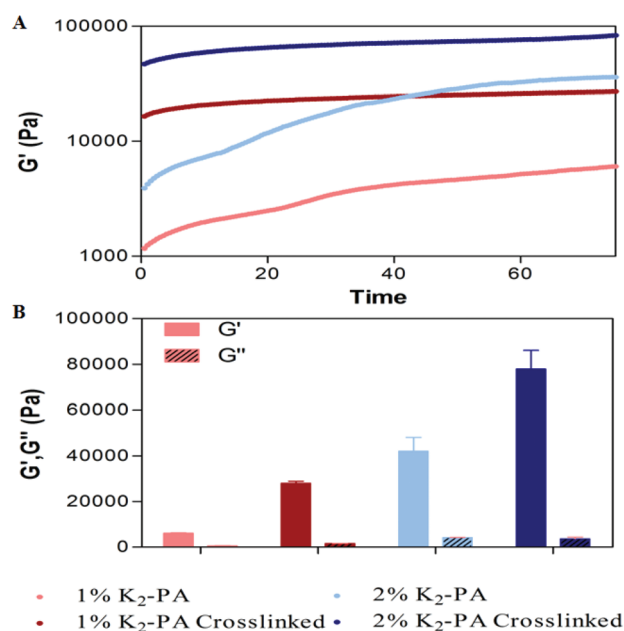 A
100000
10000
1000
G' (Pa)
0 20 40 60
Time
B
100000
80000
60000
40000
20000
0
G',G" (Pa)
G'
G"
1% K₂-PA
2% K₂-PA
1% K₂-PA Crosslinked
2% K₂-PA Crosslinked